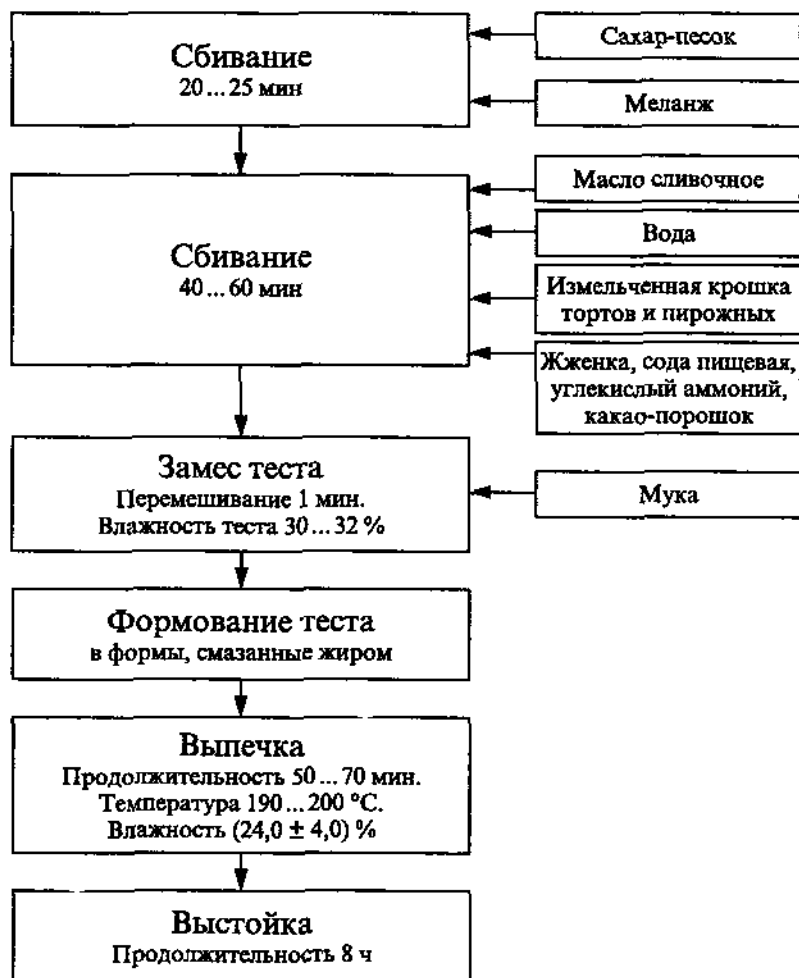 Сбивание
20...25 мин
Сахар-песок
Меланж
Сбивание
40...60 мин
Масло сливочное
Вода
Измельченная крошка
тортов и пирожных
Жженка, сода пищевая,
углекислый аммоний,
какао-порошок
Замес теста
Перемешивание 1 мин.
Влажность теста 30...32 %
Мука
Формование теста
в формы, смазанные жиром
Выпечка
Продолжительность 50...70 мин.
Температура 190...200 °С.
Влажность (24,0 ± 4,0) %
Выстойка
Продолжительность 8 ч